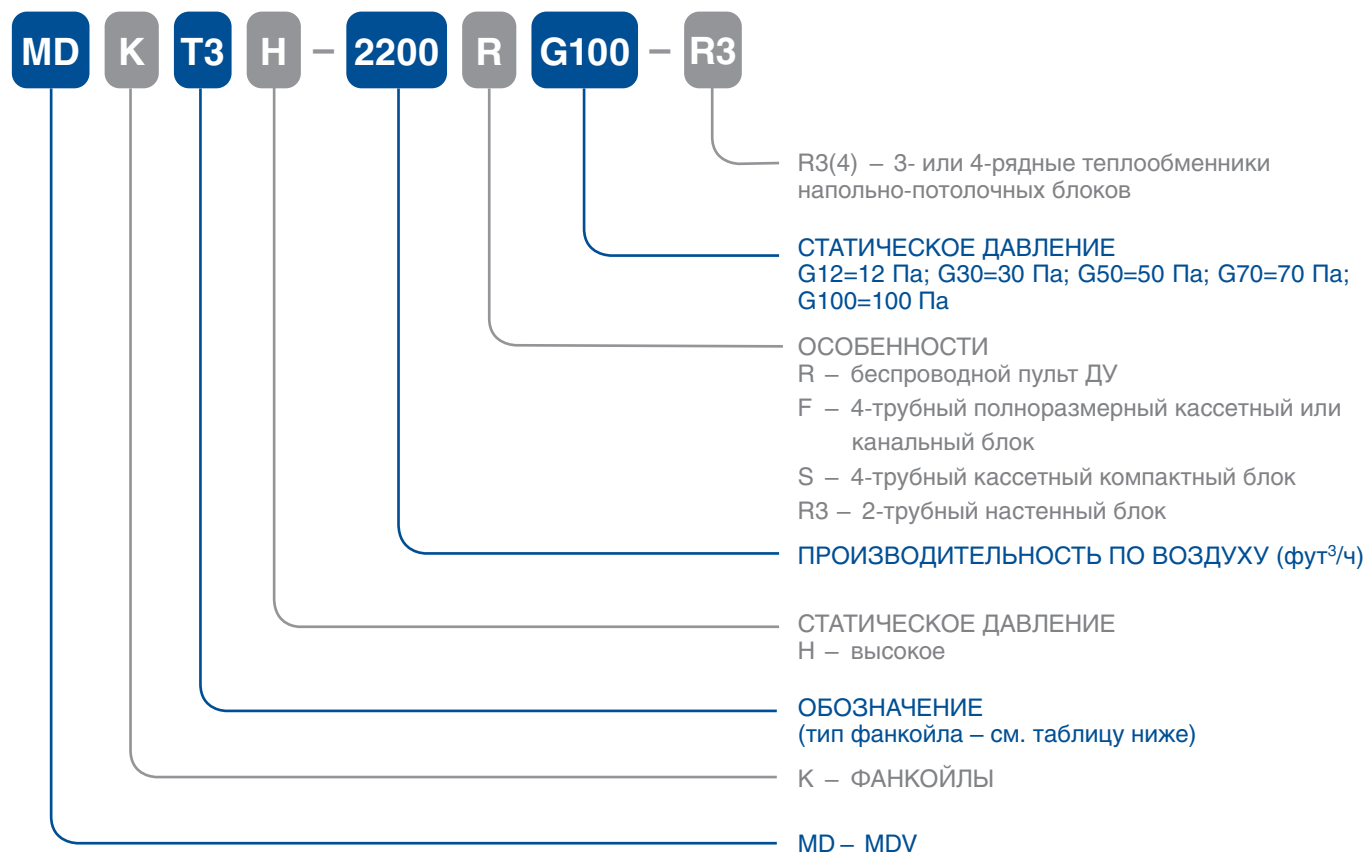 MD K T3 H – 2200 R G100 – R3
R3(4) – 3- или 4-рядные теплообменники
напольно-потолочных блоков
СТАТИЧЕСКОЕ ДАВЛЕНИЕ
G12=12 Па; G30=30 Па; G50=50 Па; G70=70 Па;
G100=100 Па
ОСОБЕННОСТИ
R – беспроводной пульт ДУ
F – 4-трубный полноразмерный кассетный или
канальный блок
S – 4-трубный кассетный компактный блок
R3 – 2-трубный настенный блок
ПРОИЗВОДИТЕЛЬНОСТЬ ПО ВОЗДУХУ (фут³/ч)
СТАТИЧЕСКОЕ ДАВЛЕНИЕ
H – высокое
ОБОЗНАЧЕНИЕ
(тип фанкойла – см. таблицу ниже)
К – ФАНКОЙЛЫ
MD – MDV